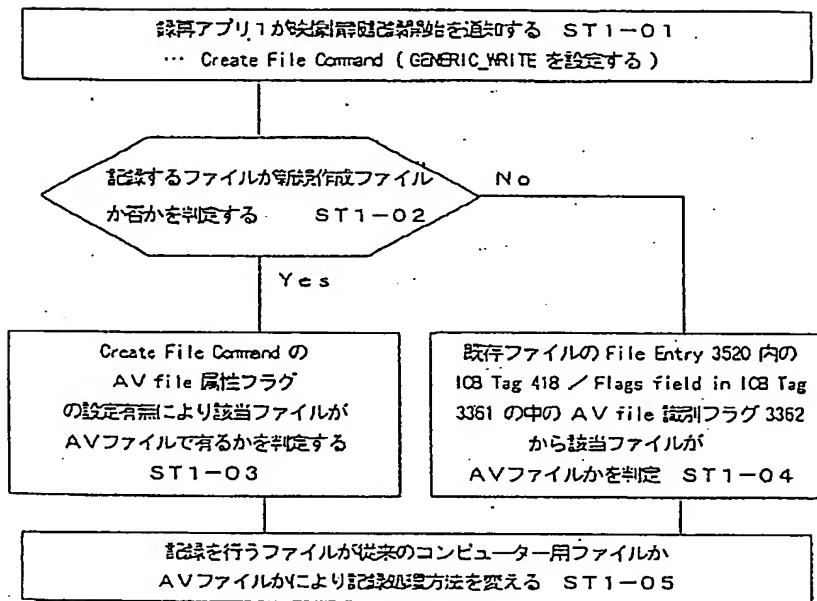 録再アプリ1が映像情報記録開始を通知する ST1-01
… Create File Command ( GENERIC_WRITE を設定する )
記録するファイルが新規作成ファイル
か否かを判定する ST1-02
No
Yes
Create File Command の
AV file 属性フラグ
の設定有無により該当ファイルが
AVファイルで有るかを判定する
ST1-03
既存ファイルの File Entry 3520 内の
ICB Tag 418 / Flags field in ICB Tag
3361 の中の AV file 識別フラグ 3362
から該当ファイルが
AVファイルかを判定 ST1-04
記録を行うファイルが従来のコンピューター用ファイルか
AVファイルかにより記録処理方法を変える ST1-05